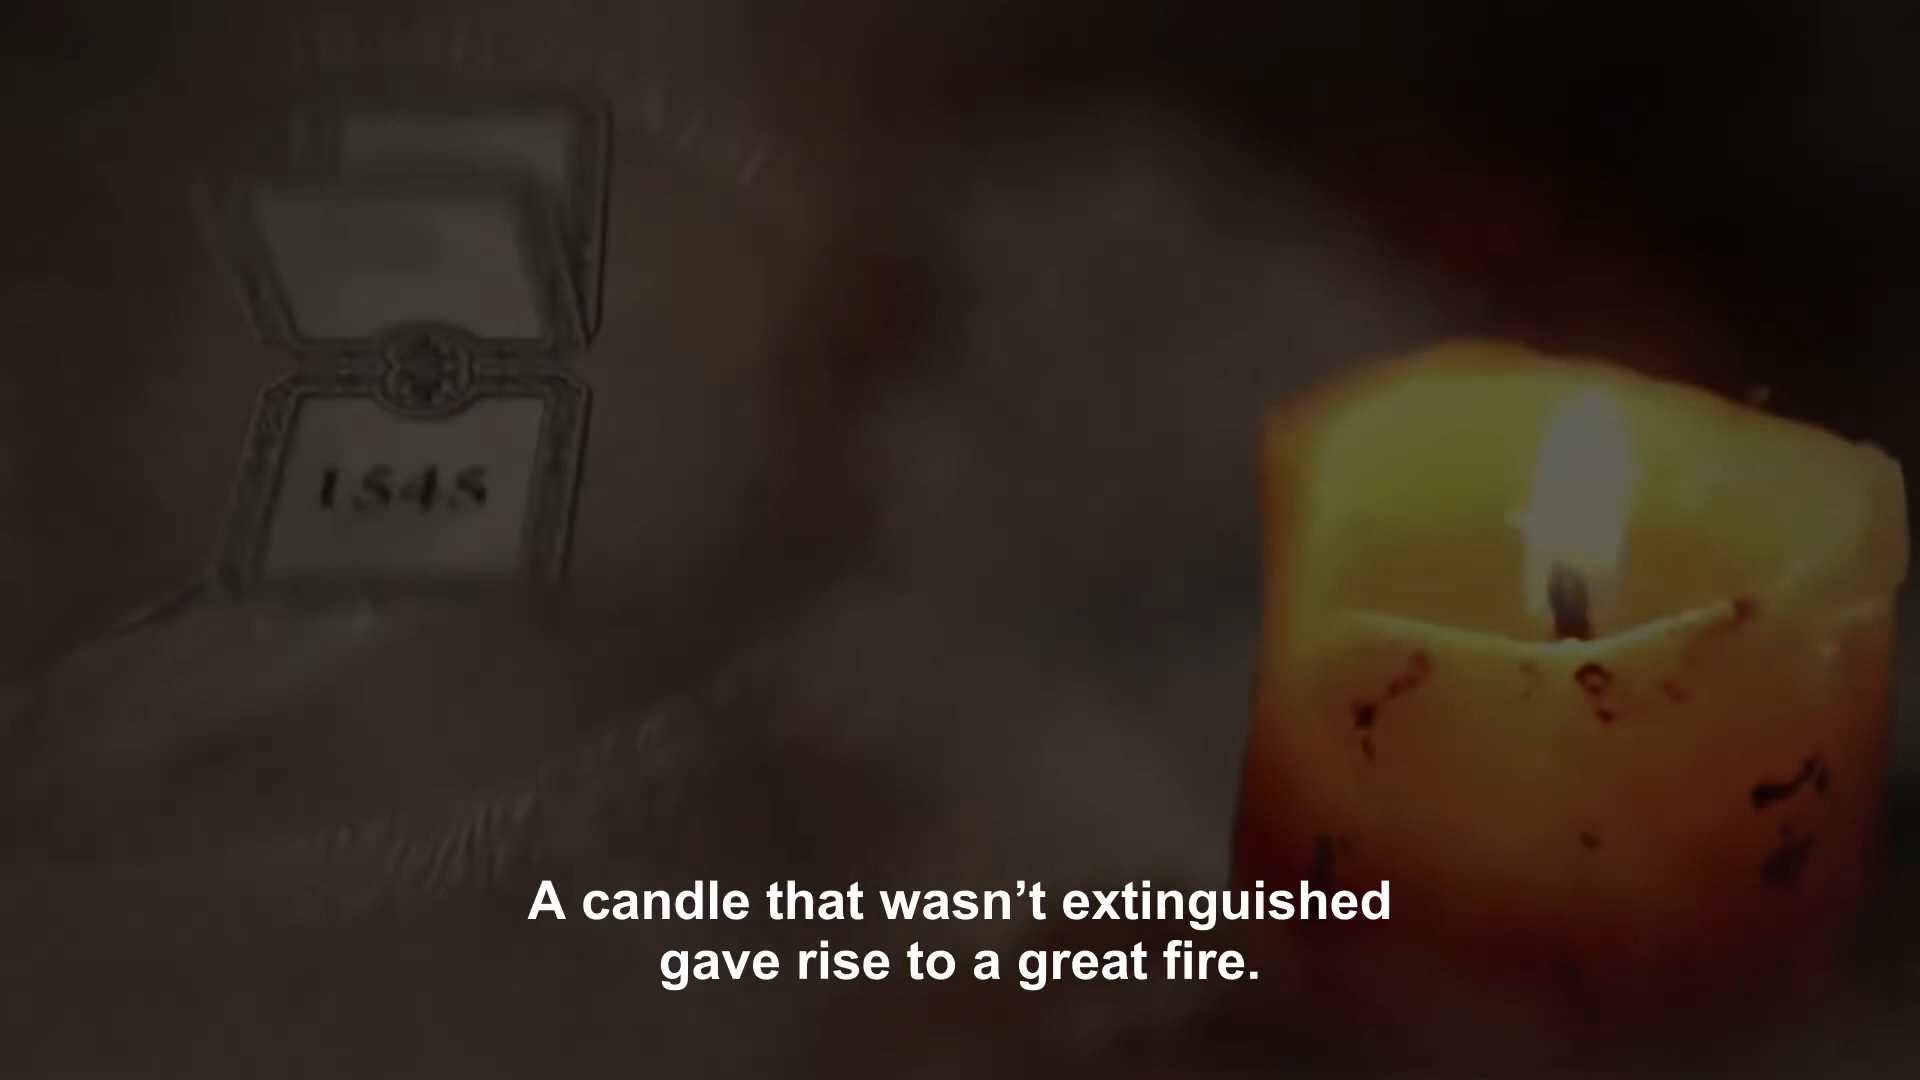 1545
A candle that wasn’t extinguished
gave rise to a great fire.